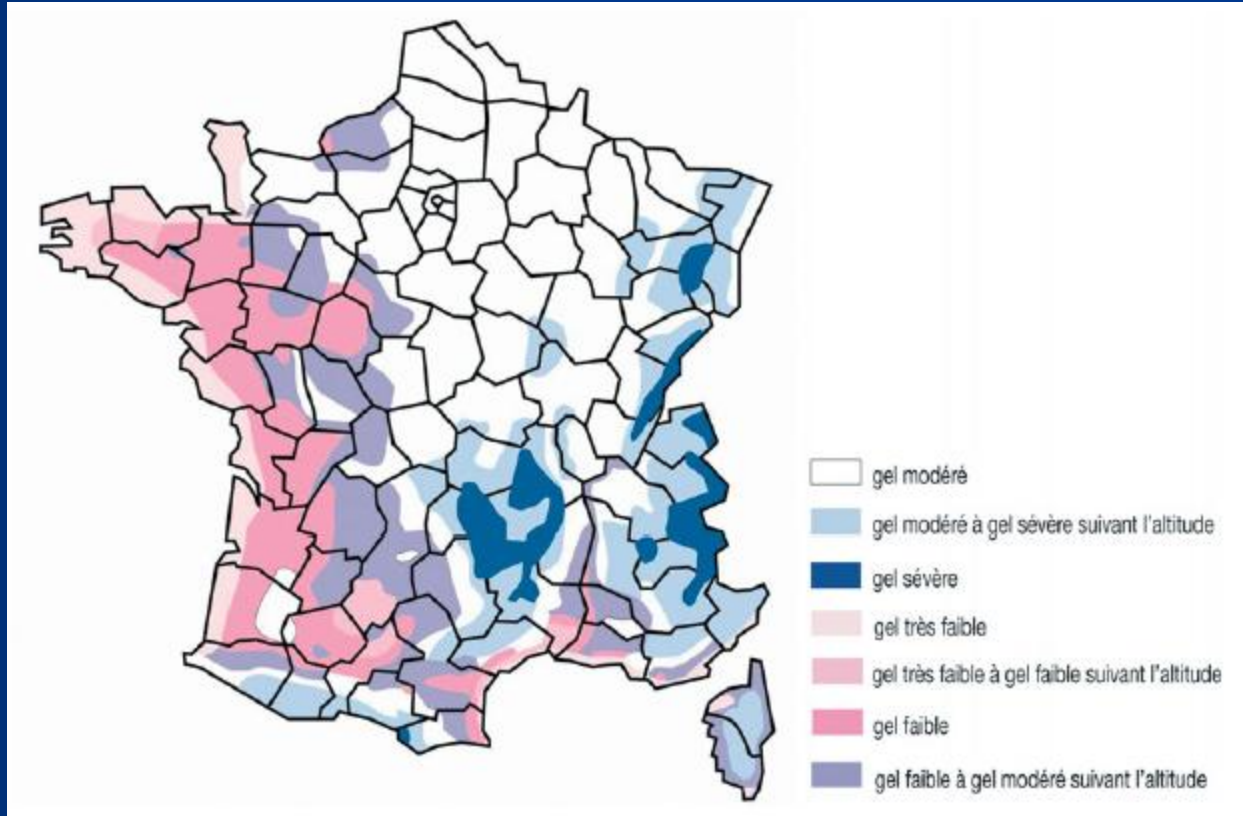 gel modéré
gel modéré à gel sévère suivant l'altitude
gel sévère
gel très faible
gel très faible à gel faible suivant l'altitude
gel faible
gel faible à gel modéré suivant l'altitude